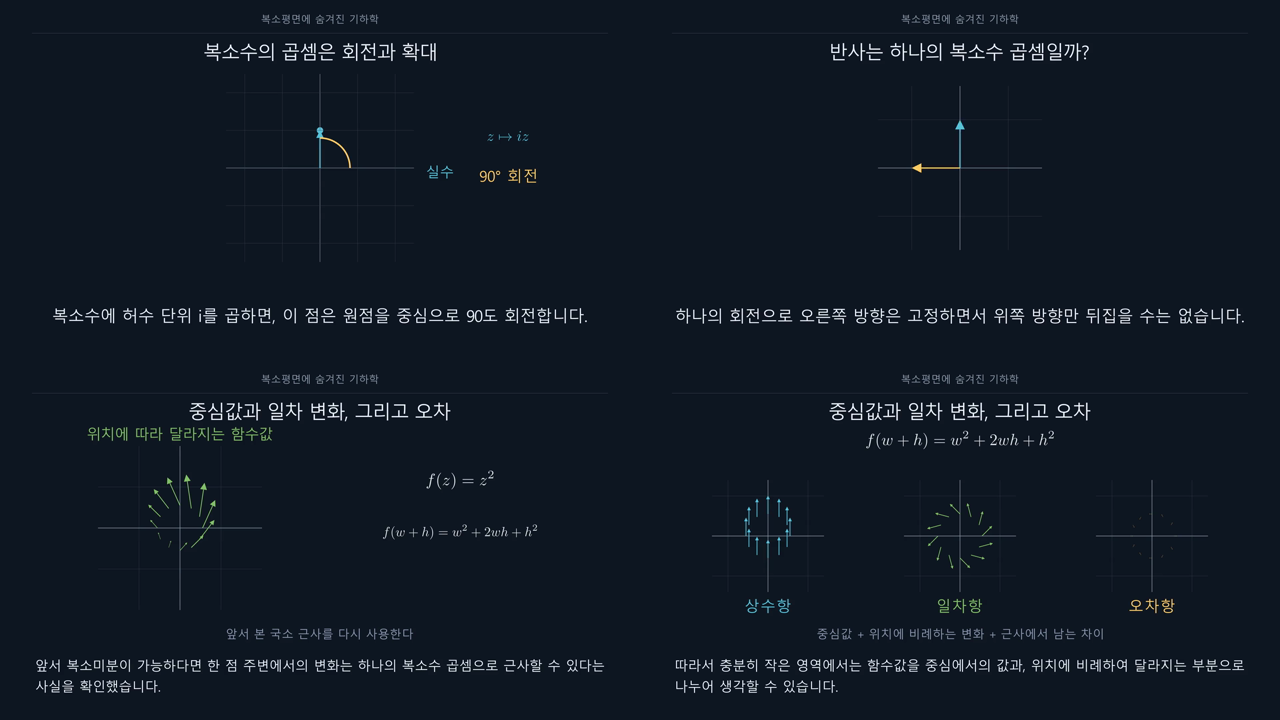 복소평면에 숨겨진 기하학
복소수의 곱셈은 회전과 확대
z ↦ iz
실수
90° 회전
복소수에 허수 단위 i를 곱하면, 이 점은 원점을 중심으로 90도 회전합니다.
복소평면에 숨겨진 기하학
반사는 하나의 복소수 곱셈일까?
하나의 회전으로 오른쪽 방향은 고정하면서 위쪽 방향만 뒤집을 수는 없습니다.
복소평면에 숨겨진 기하학
중심값과 일차 변화, 그리고 오차
위치에 따라 달라지는 함수값
f(z) = z²
f(w + h) = w² + 2wh + h²
앞서 본 국소 근사를 다시 사용한다
앞서 복소미분이 가능하다면 한 점 주변에서의 변화는 하나의 복소수 곱셈으로 근사할 수 있다는
사실을 확인했습니다.
복소평면에 숨겨진 기하학
중심값과 일차 변화, 그리고 오차
f(w + h) = w² + 2wh + h²
상수항
일차항
오차항
중심값 + 위치에 비례하는 변화 + 근사에서 남는 차이
따라서 충분히 작은 영역에서는 함수값을 중심에서의 값과, 위치에 비례하여 달라지는 부분으로
나누어 생각할 수 있습니다.